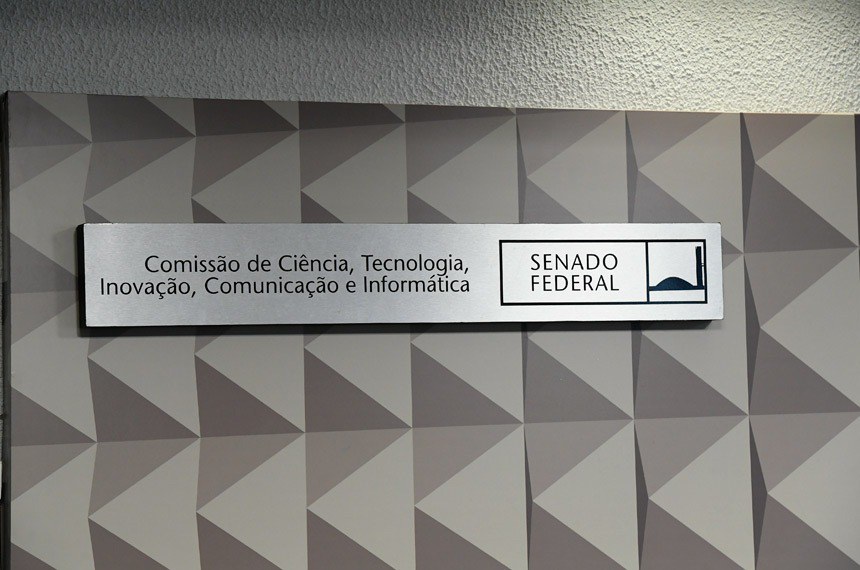 Comissão de Ciência, Tecnologia,
Inovação, Comunicação e Informática
SENADO
FEDERAL